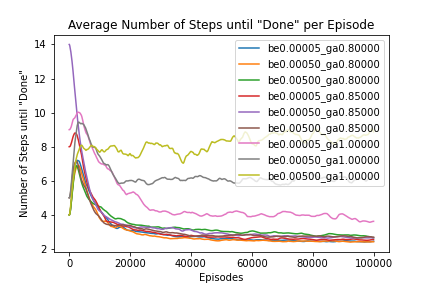 Average Number of Steps until "Done" per Episode
Number of Steps until "Done"
14
12
10
8
6
4
2
0
20000
40000
60000
80000
100000
Episodes
be0.00005_ga0.80000
be0.00050_ga0.80000
be0.00500_ga0.80000
be0.00005_ga0.85000
be0.00050_ga0.85000
be0.00500_ga0.85000
be0.00005_ga1.00000
be0.00050_ga1.00000
be0.00500_ga1.00000